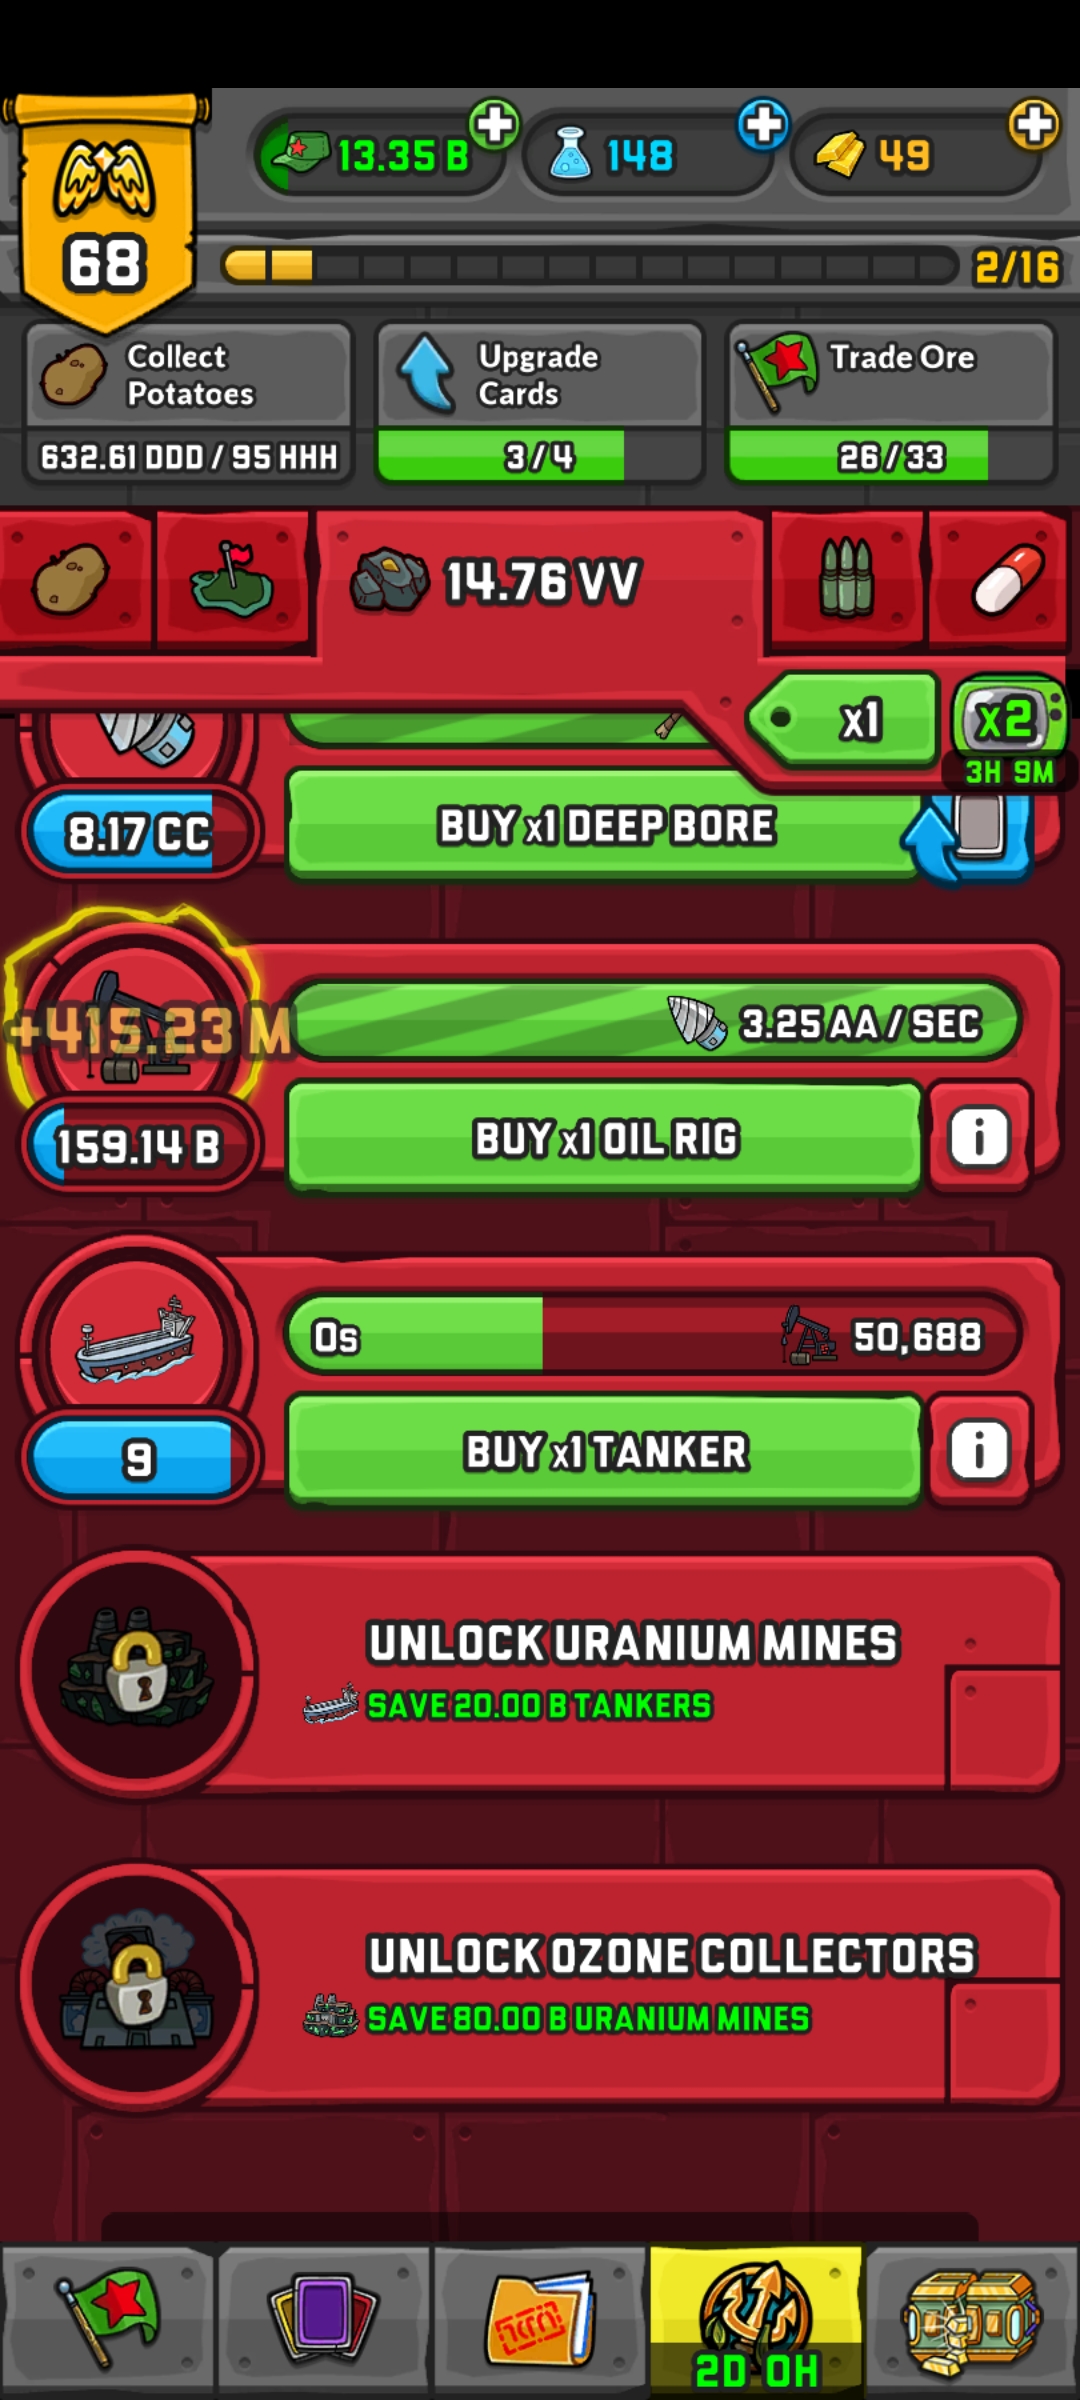 13.35 B
148
49
68
2/16
Collect
Potatoes
632.61 DDD / 95 HHH
Upgrade
Cards
3/4
Trade Ore
26/33
14.76 VV
x1
x2
3H 9M
8.17 CC
BUY x1 DEEP BORE
+415.23 M
3.25 AA / SEC
159.14 B
BUY x1 OIL RIG
i
0s
50,688
9
BUY x1 TANKER
i
UNLOCK URANIUM MINES
SAVE 20.00 B TANKERS
UNLOCK OZONE COLLECTORS
SAVE 80.00 B URANIUM MINES
2D 0H